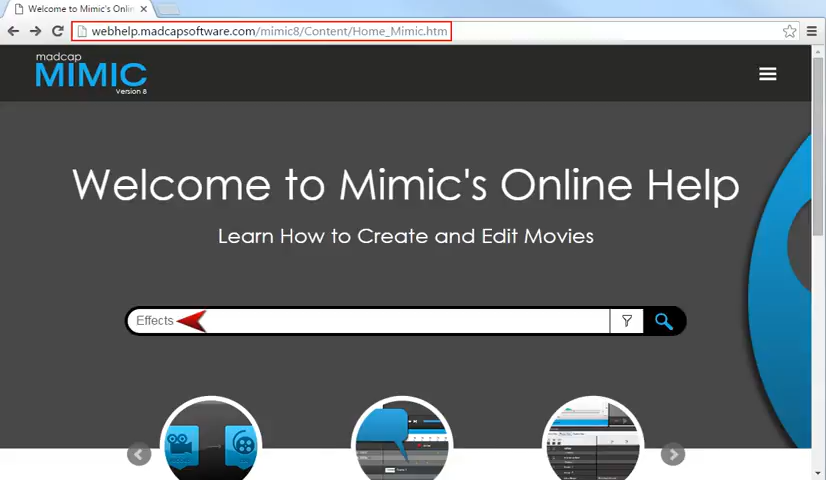 Welcome to Mimic's Onlin
webhelp.madcapsoftware.com/mimic8/Content/Home_Mimic.htm
madcap
MIMIC
Version 8
Welcome to Mimic's Online Help
Learn How to Create and Edit Movies
Effects